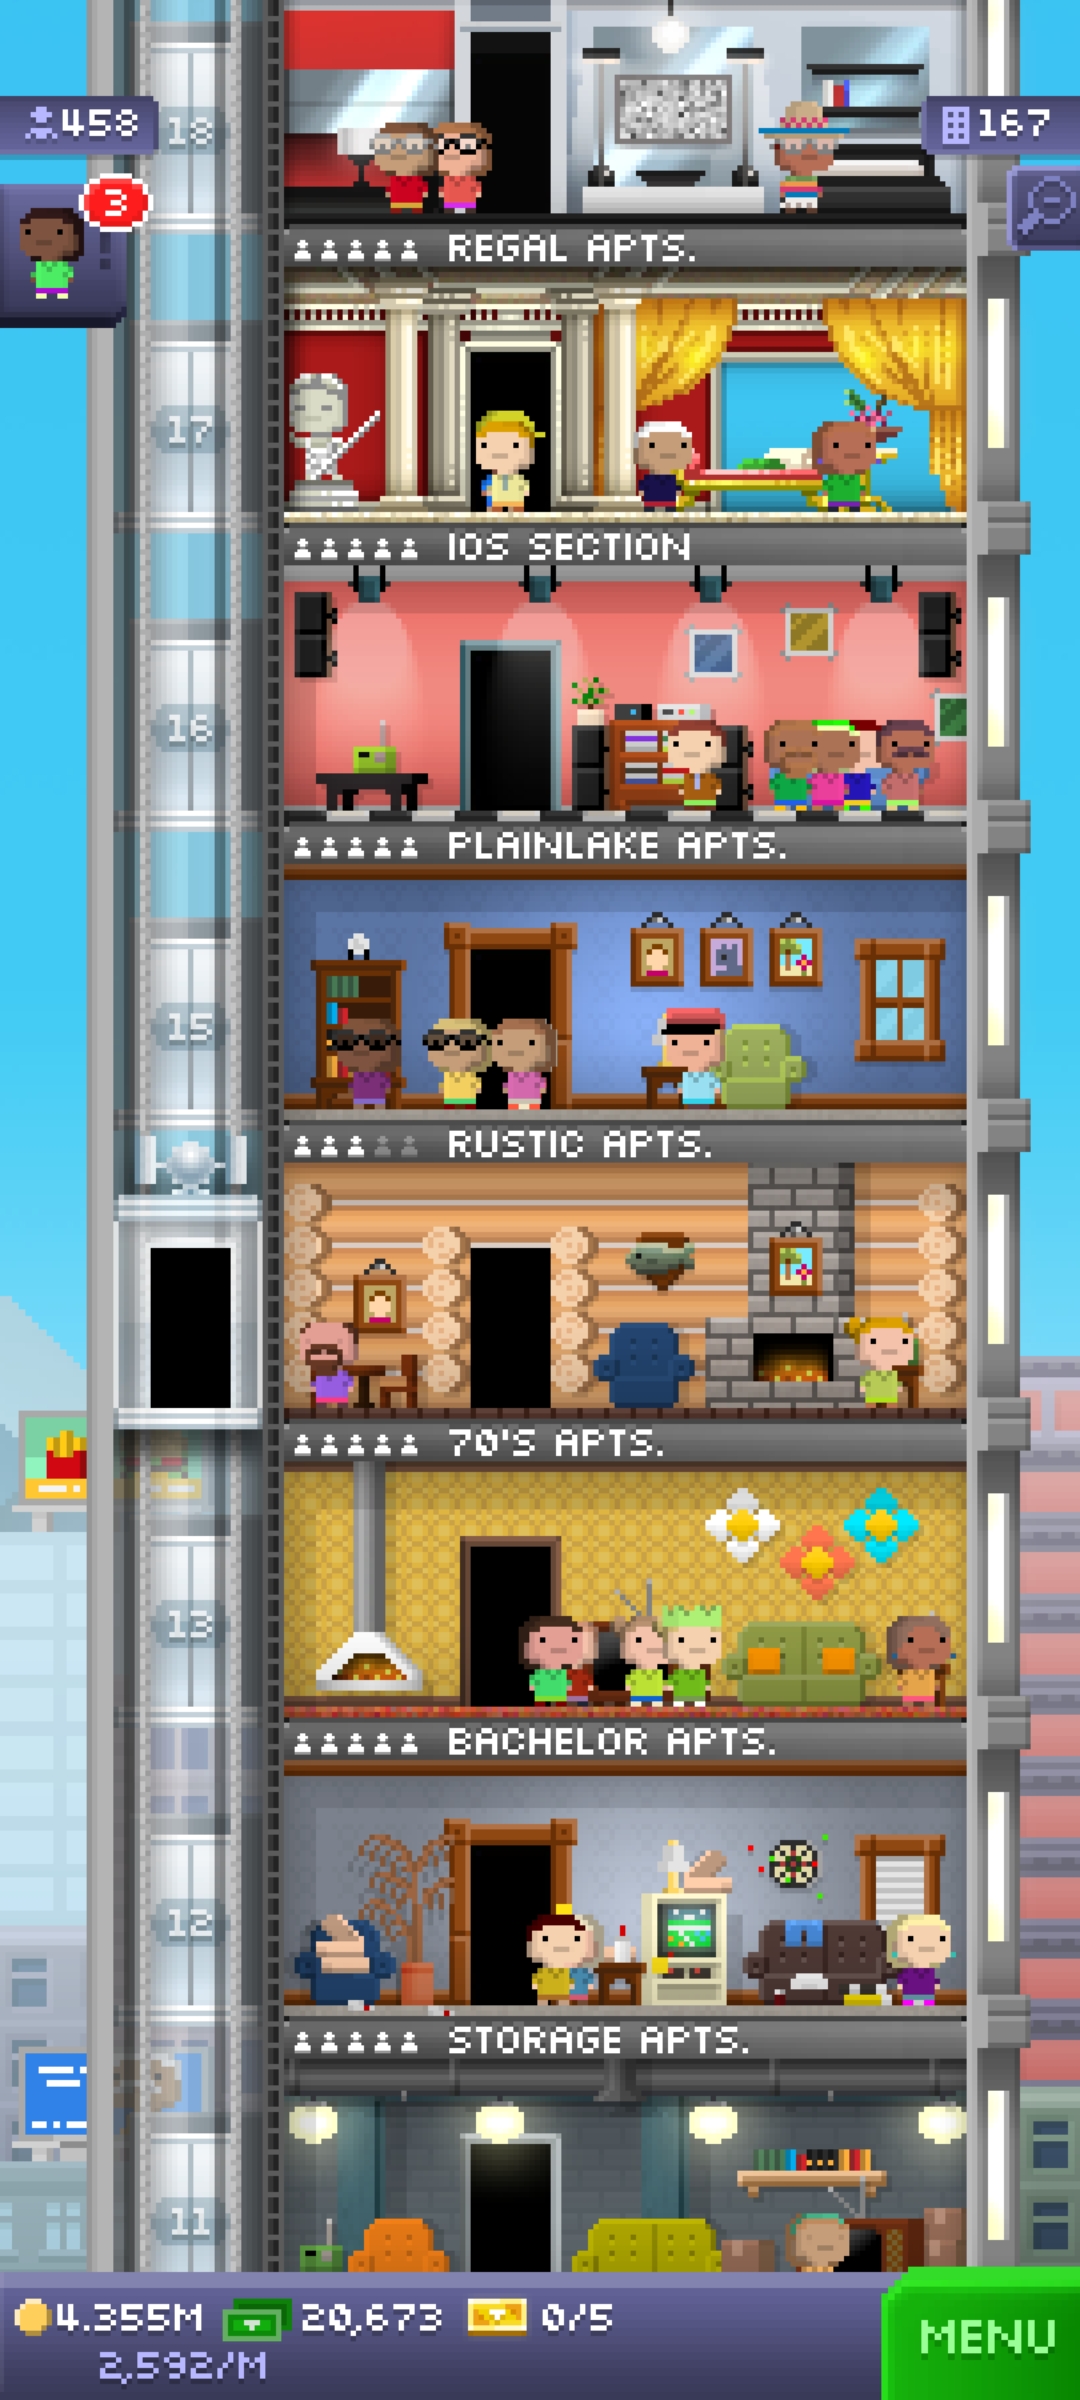 458
18
167
3
REGAL APTS.
17
IOS SECTION
16
PLAINLAKE APTS.
15
RUSTIC APTS.
70'S APTS.
13
BACHELOR APTS.
12
STORAGE APTS.
11
4.355M 20,673 0/5
2,592/M
MENU